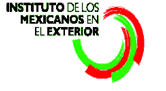 INSTITUTO DE LOS
MEXICANOS EN
EL EXTERIOR